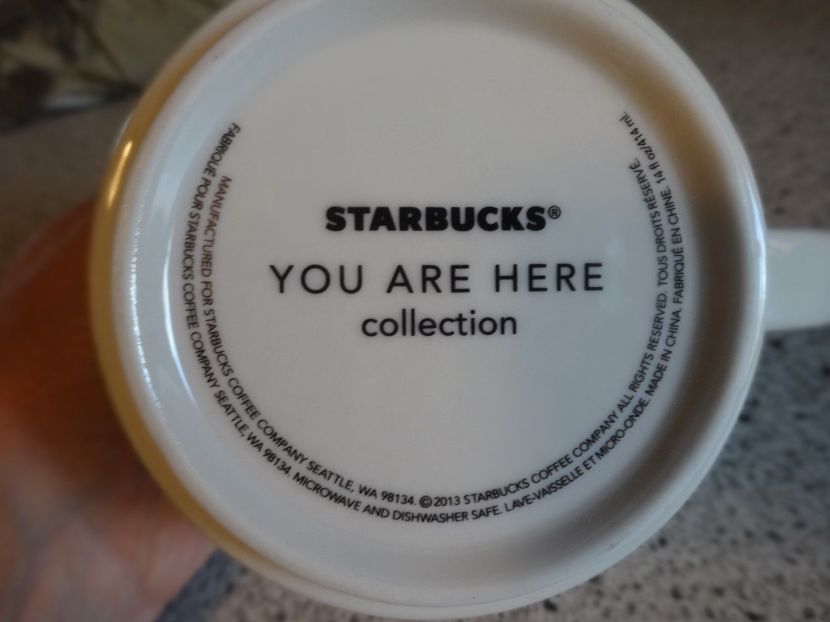 STARBUCKS®
YOU ARE HERE
collection
MANUFACTURED FOR STARBUCKS COFFEE COMPANY SEATTLE, WA 98134. ©2013 STARBUCKS COFFEE COMPANY ALL RIGHTS RESERVED. TOUS DROITS RÉSERVÉ.
FABRIQUÉ POUR STARBUCKS COFFEE COMPANY SEATTLE, WA 98134. MICROWAVE AND DISHWASHER SAFE. LAVE-VAISSELLE ET MICRO-ONDE. MADE IN CHINA. FABRIQUÉ EN CHINE. 14 fl oz/414 ml.